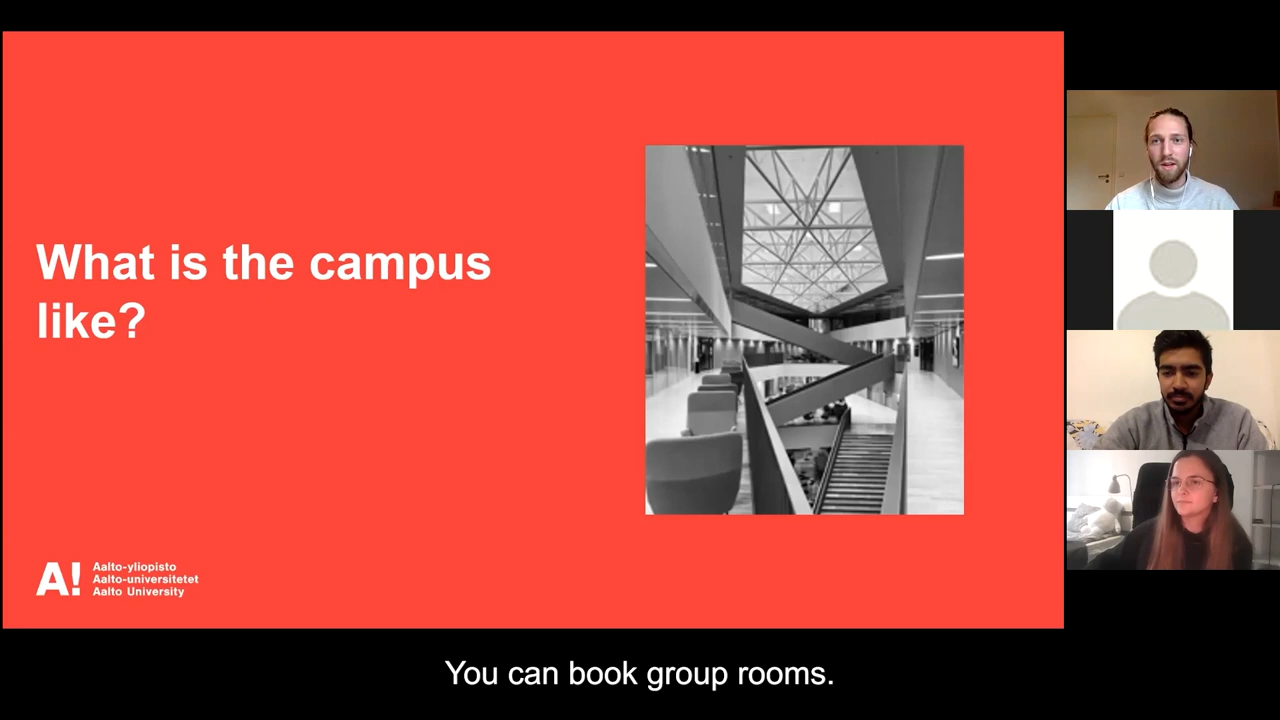 What is the campus
like?
A!
Aalto-yliopisto
Aalto-universitetet
Aalto University
You can book group rooms.